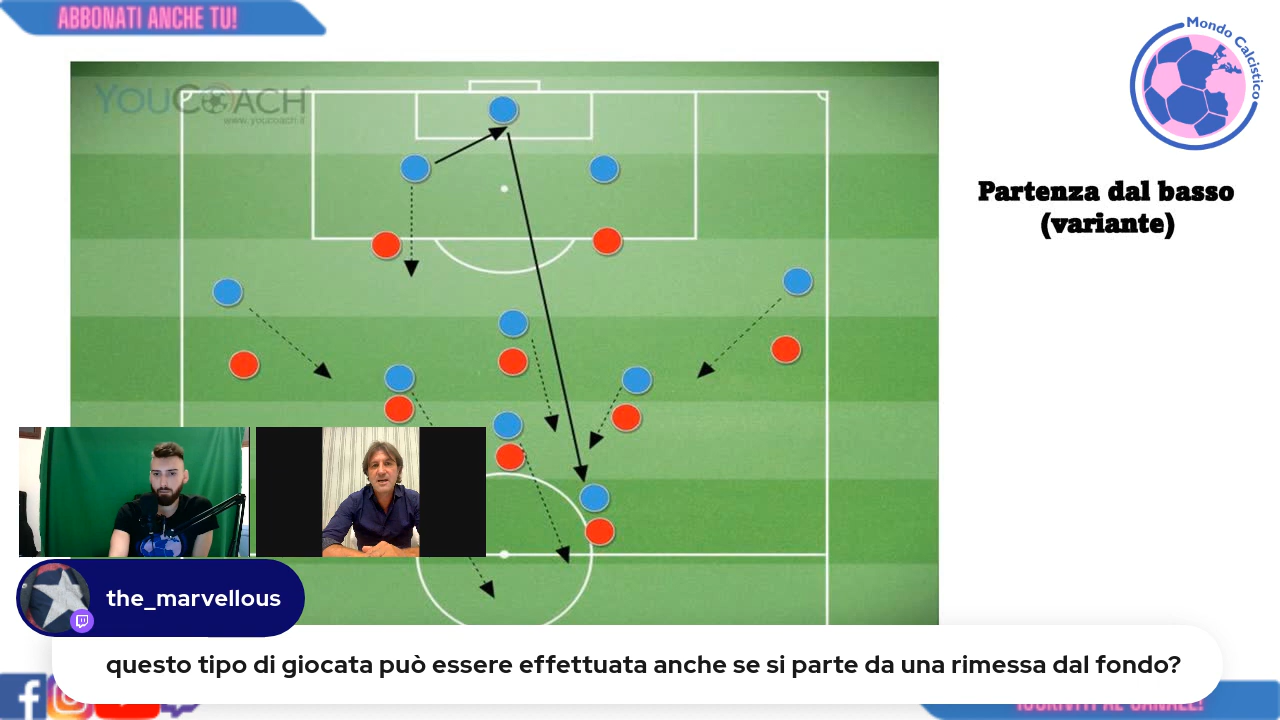 ABBONATI ANCHE TU!
Mondo Calcistico
YOUCOACH
www.youcoach.it
Partenza dal basso
(variante)
the_marvellous
questo tipo di giocata può essere effettuata anche se si parte da una rimessa dal fondo?